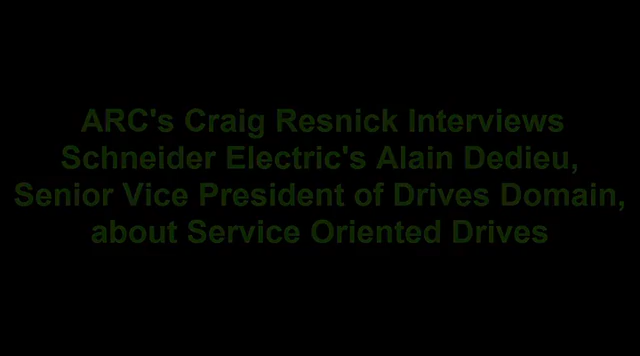 ARC's Craig Resnick Interviews
Schneider Electric's Alain Dedieu,
Senior Vice President of Drives Domain,
about Service Oriented Drives